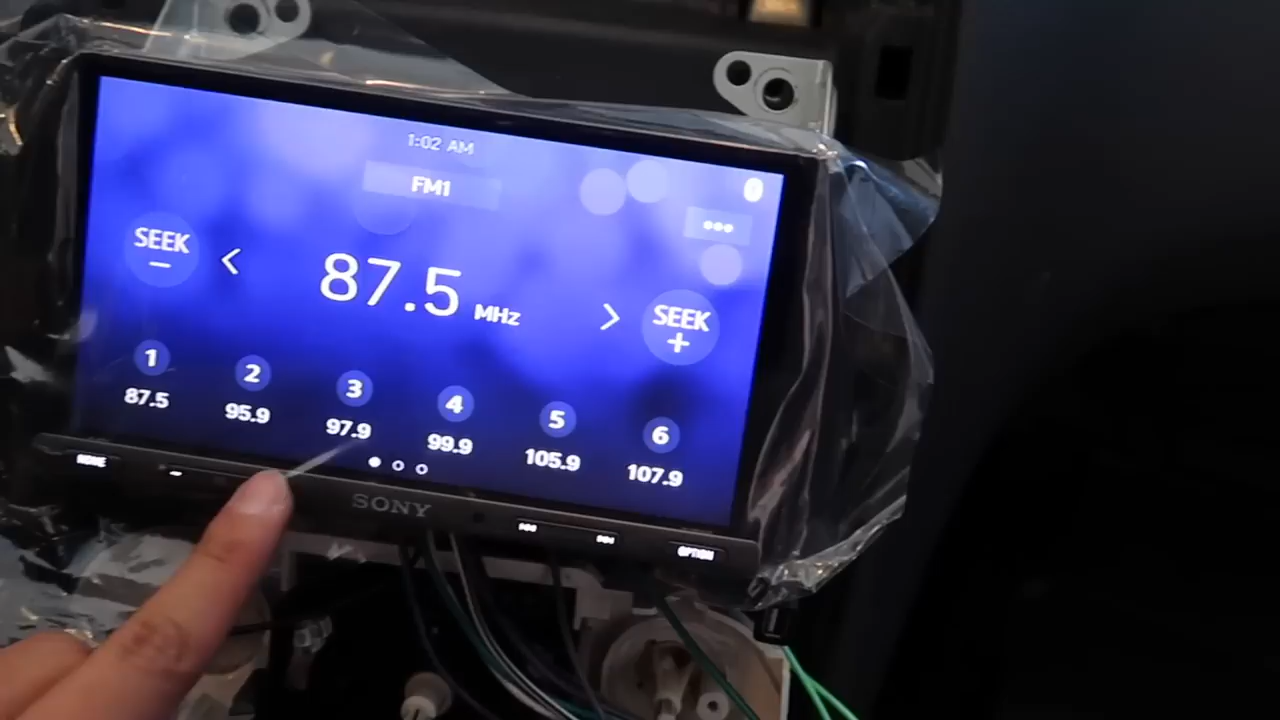 1:02 AM
FM1
•••
SEEK
–
<
87.5 MHz
>
SEEK
+
1
2
3
4
5
6
87.5
95.9
97.9
99.9
105.9
107.9
HOME
SONY
OPTION